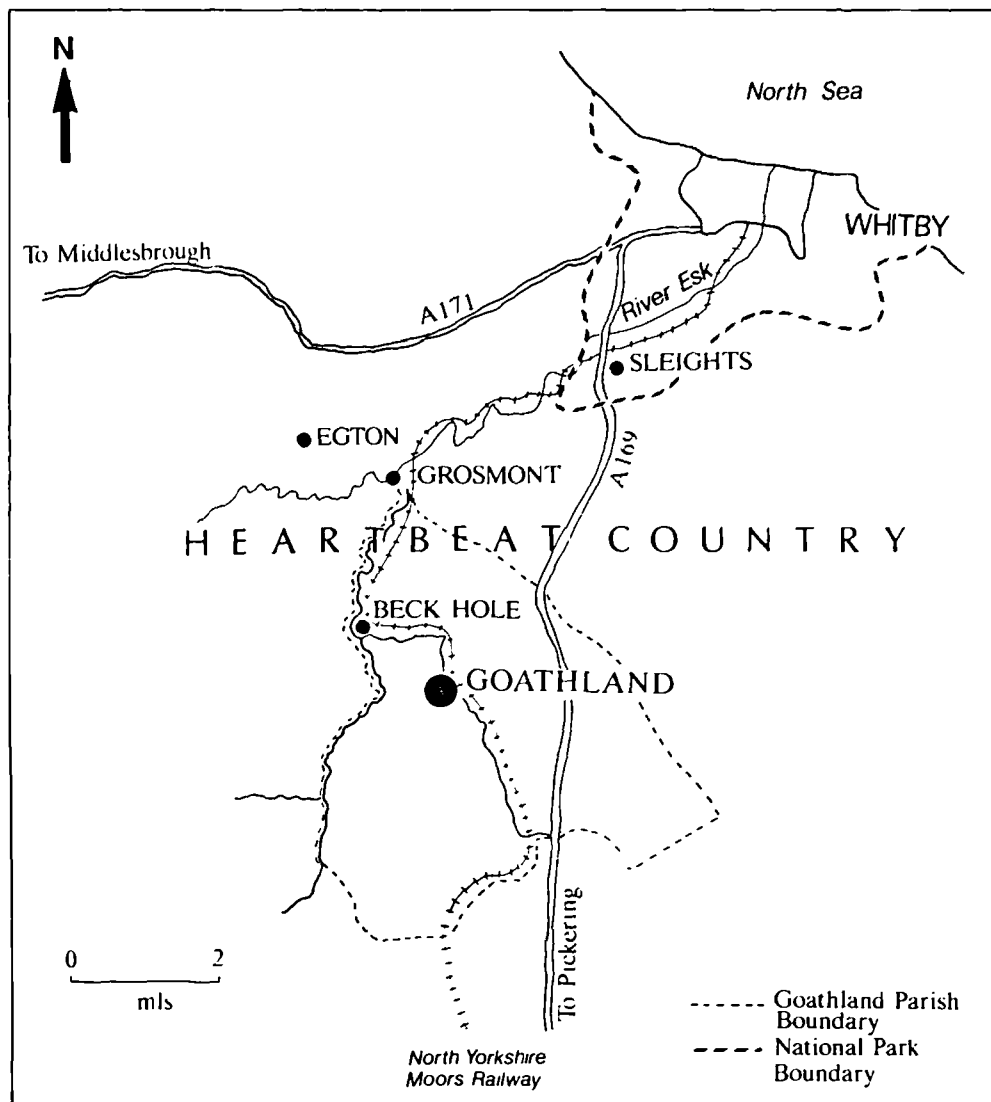 N
North Sea
WHITBY
To Middlesbrough
A171
River Esk
SLEIGHTS
EGTON
GROSMONT
A169
HEARTBEAT COUNTRY
BECK HOLE
GOATHLAND
To Pickering
0 2
mls
Goathland Parish
Boundary
National Park
Boundary
North Yorkshire
Moors Railway